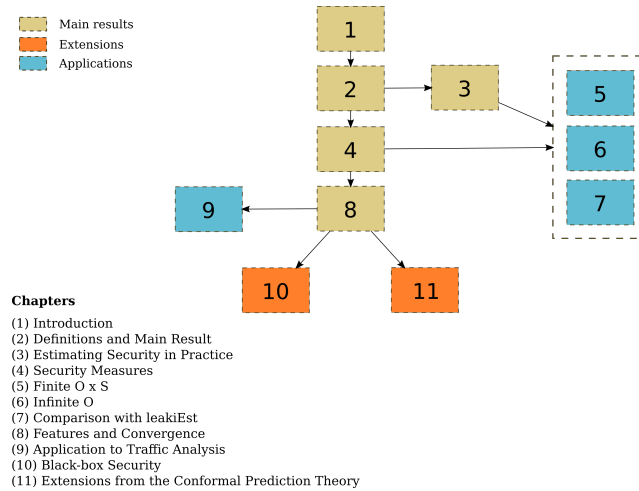 Main results
Extensions
Applications
1
2
3
4
5
6
7
8
9
10
11
Chapters
(1) Introduction
(2) Definitions and Main Result
(3) Estimating Security in Practice
(4) Security Measures
(5) Finite O x S
(6) Infinite O
(7) Comparison with leakiEst
(8) Features and Convergence
(9) Application to Traffic Analysis
(10) Black-box Security
(11) Extensions from the Conformal Prediction Theory